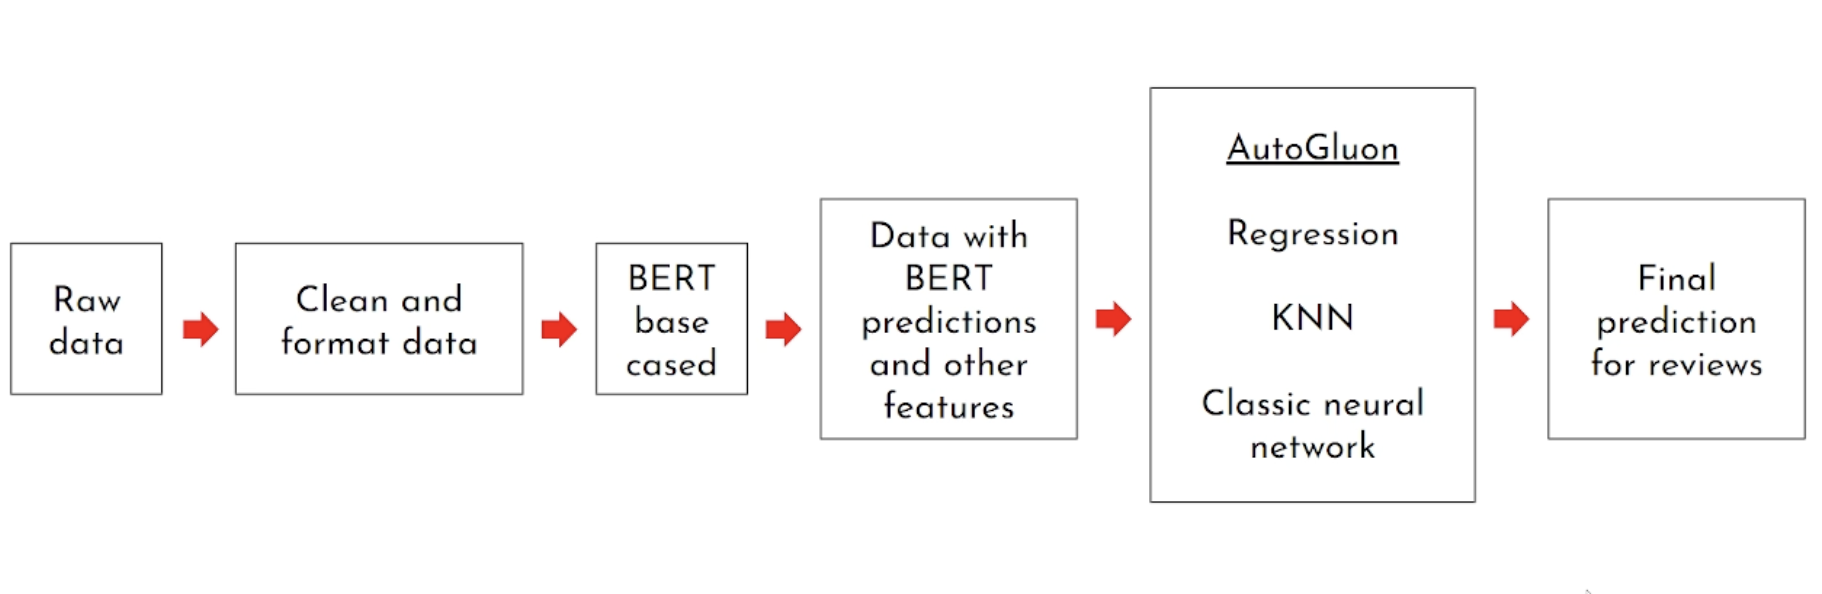 Raw
data
Clean and
format data
BERT
base
cased
Data with
BERT
predictions
and other
features
AutoGluon
Regression
KNN
Classic neural
network
Final
prediction
for reviews